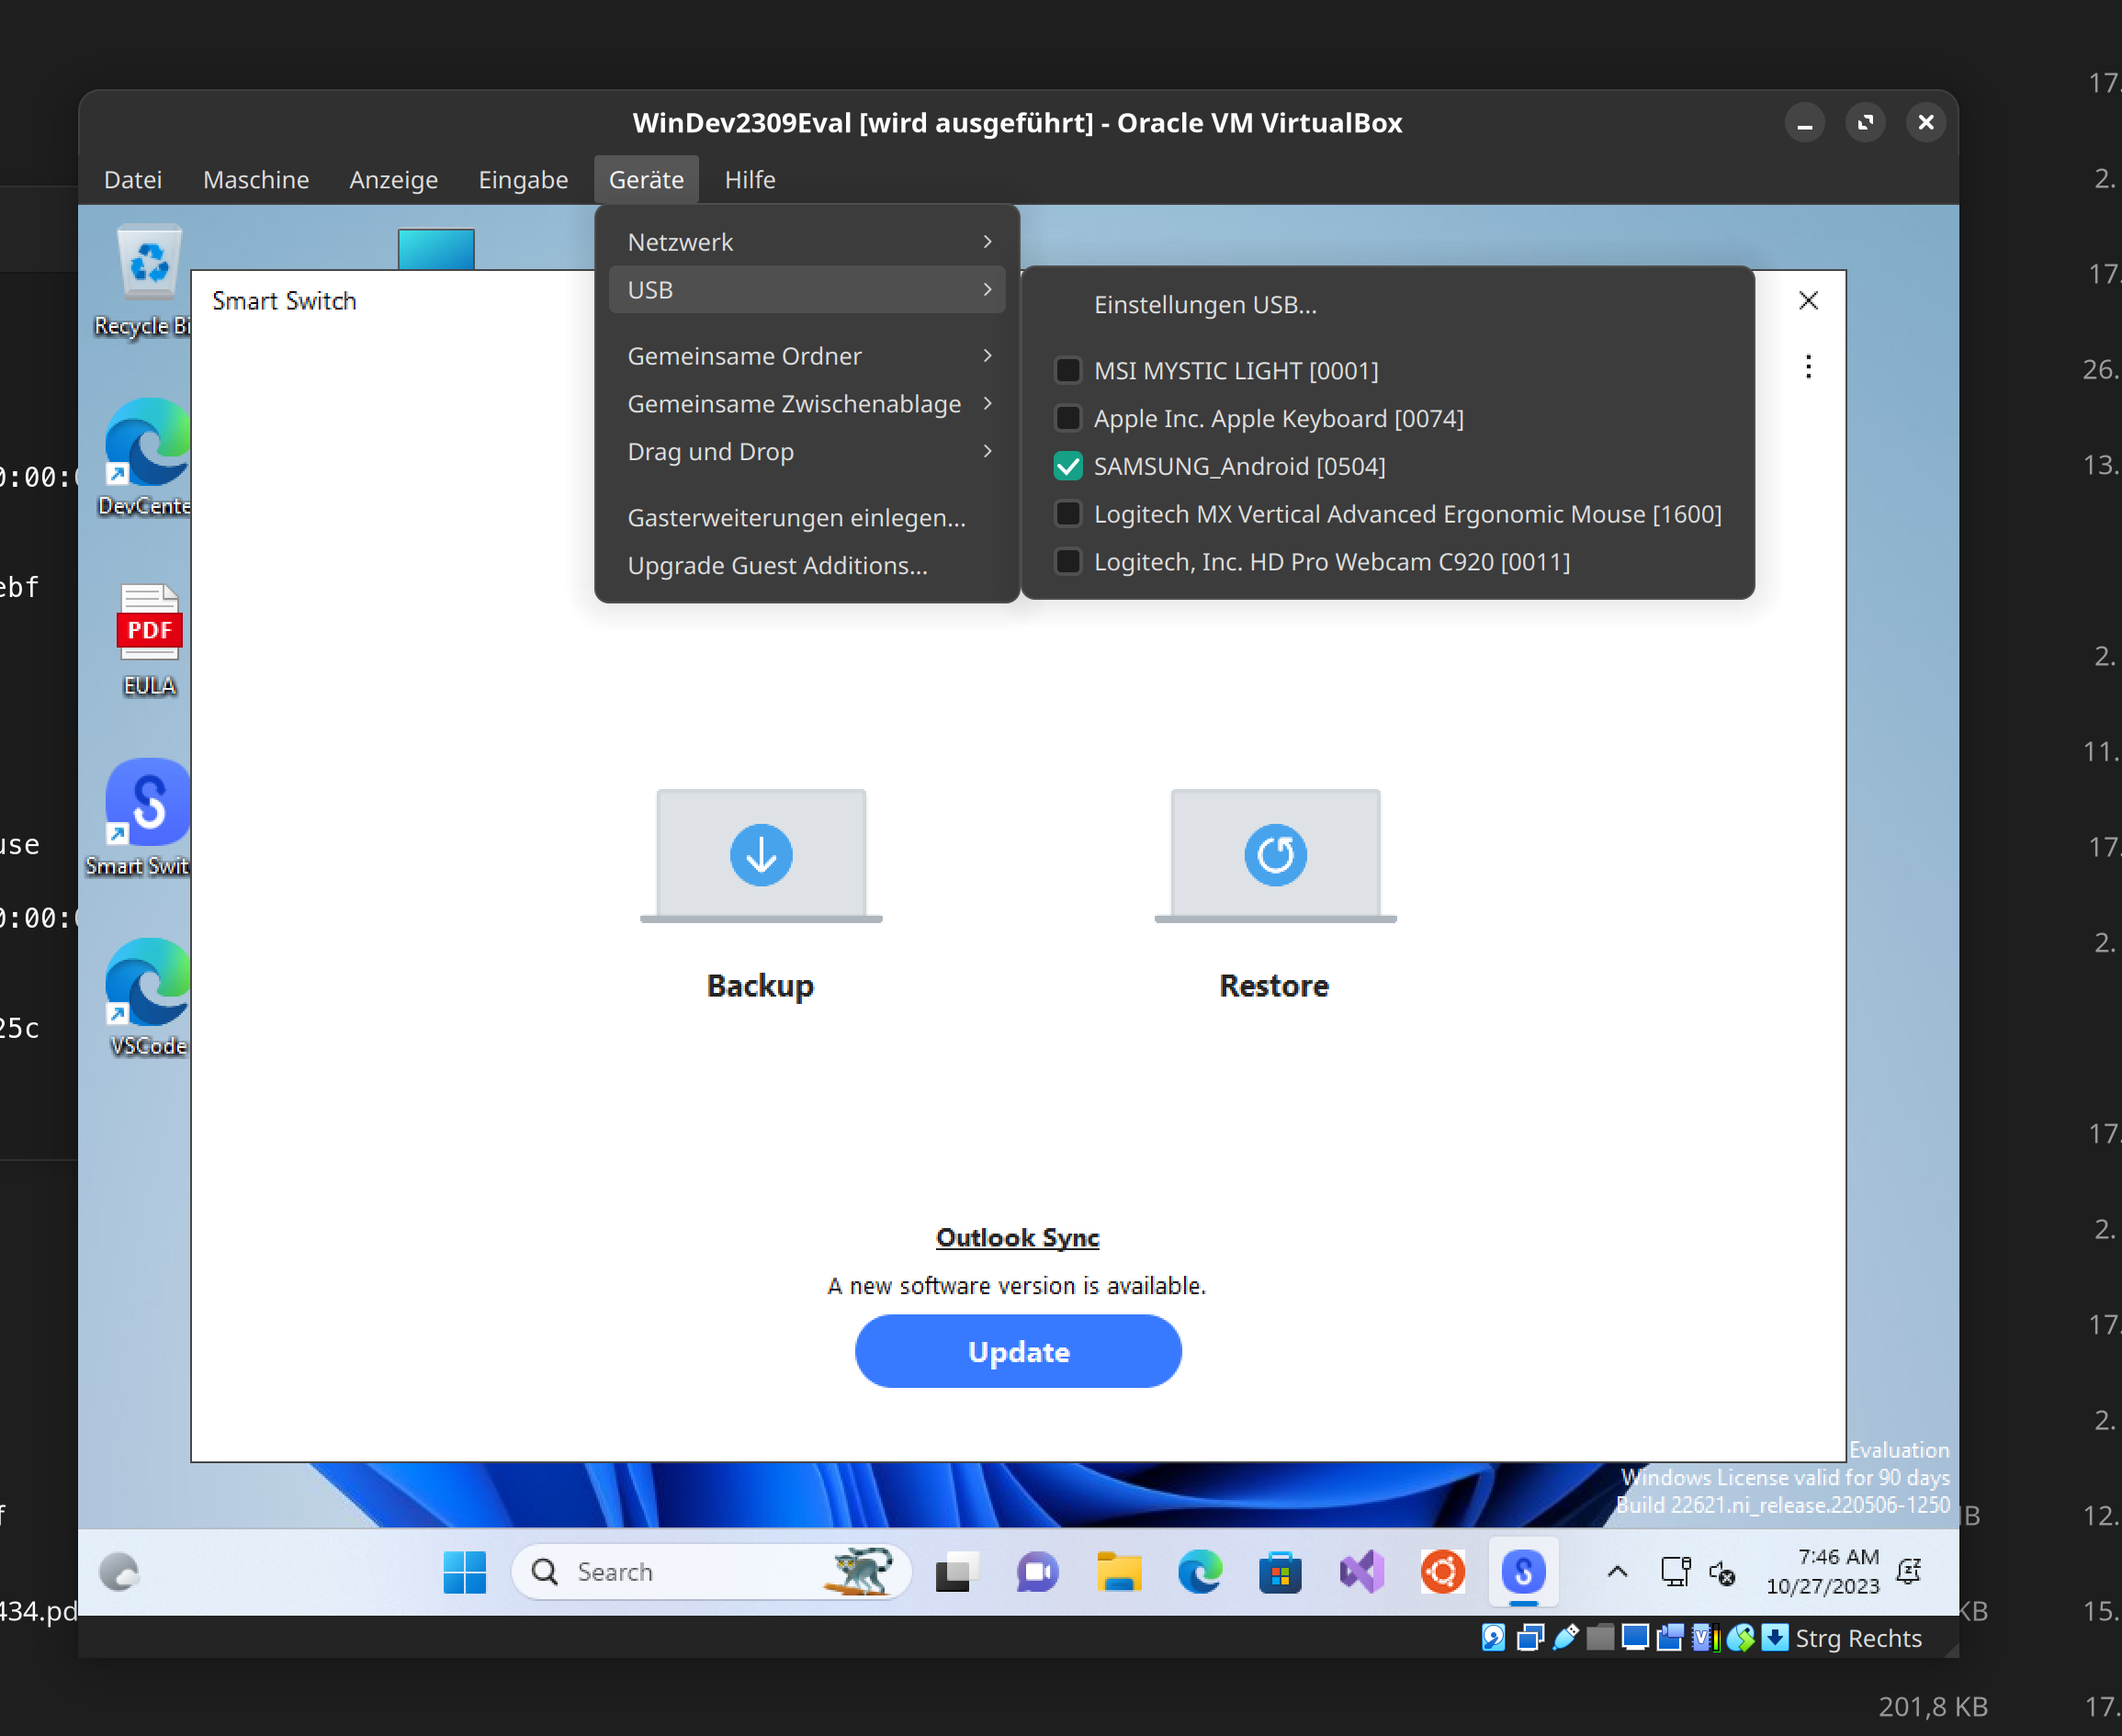 WinDev2309Eval [wird ausgeführt] - Oracle VM VirtualBox
Datei Maschine Anzeige Eingabe Geräte Hilfe
Netzwerk
USB
Gemeinsame Ordner
Gemeinsame Zwischenablage
Drag und Drop
Gasterweiterungen einlegen...
Upgrade Guest Additions...
Einstellungen USB...
MSI MYSTIC LIGHT [0001]
Apple Inc. Apple Keyboard [0074]
SAMSUNG_Android [0504]
Logitech MX Vertical Advanced Ergonomic Mouse [1600]
Logitech, Inc. HD Pro Webcam C920 [0011]
Smart Switch
Recycle Bi
DevCente
PDF
EULA
Smart Swit
VSCode
Backup
Restore
Outlook Sync
A new software version is available.
Update
Evaluation
Windows License valid for 90 days
Build 22621.ni_release.220506-1250
Search
7:46 AM
10/27/2023
Strg Rechts
:00:
ebf
use
:00:
25c
f
434.pd
KB
201,8 KB
17.
2.
17.
26.
13.
2.
11.
17.
2.
17.
2.
17.
2.
12.
15.
17.